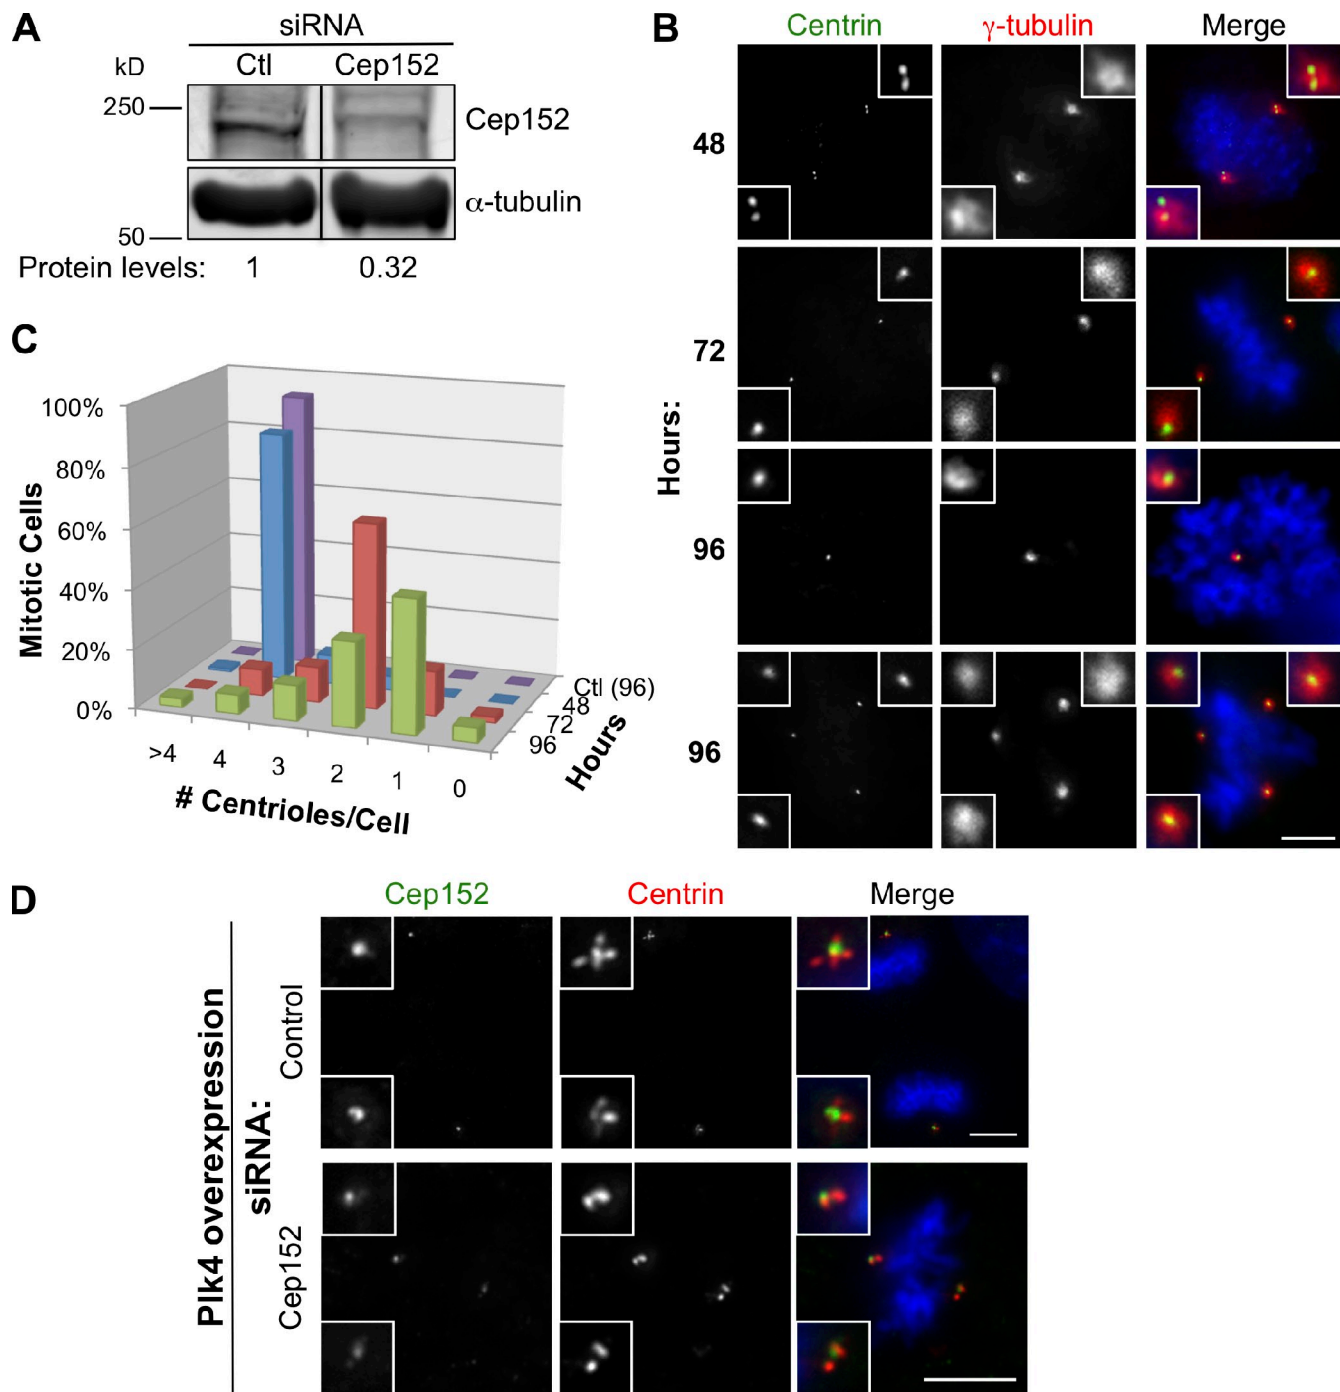 A
siRNA
kD
Ctl
Cep152
250
Cep152
α-tubulin
50
Protein levels:
1
0.32
B
Centrin
γ-tubulin
Merge
Hours:
48
72
96
96
C
Mitotic Cells
100%
80%
60%
40%
20%
0%
>4
4
3
2
1
0
# Centrioles/Cell
Ctl (96)
48
72
96
Hours
D
Cep152
Centrin
Merge
Plk4 overexpression
siRNA:
Control
Cep152